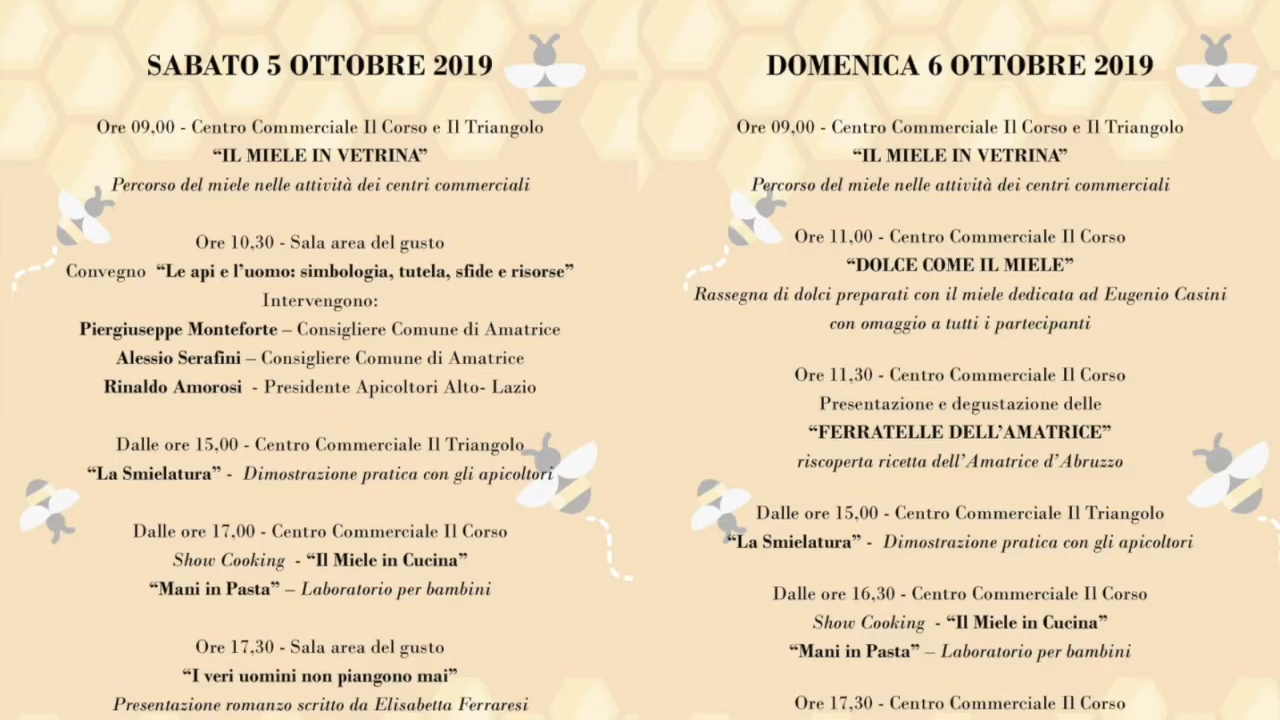 SABATO 5 OTTOBRE 2019
Ore 09,00 - Centro Commerciale Il Corso e Il Triangolo
“IL MIELE IN VETRINA”
Percorso del miele nelle attività dei centri commerciali
Ore 10,30 - Sala area del gusto
Convegno “Le api e l’uomo: simbologia, tutela, sfide e risorse”
Intervengono:
Piergiuseppe Monteforte – Consigliere Comune di Amatrice
Alessio Serafini – Consigliere Comune di Amatrice
Rinaldo Amorosi - Presidente Apicoltori Alto- Lazio
Dalle ore 15,00 - Centro Commerciale Il Triangolo
“La Smielatura” - Dimostrazione pratica con gli apicoltori
Dalle ore 17,00 - Centro Commerciale Il Corso
Show Cooking - “Il Miele in Cucina”
“Mani in Pasta” – Laboratorio per bambini
Ore 17,30 - Sala area del gusto
“I veri uomini non piangono mai”
Presentazione romanzo scritto da Elisabetta Ferraresi
DOMENICA 6 OTTOBRE 2019
Ore 09,00 - Centro Commerciale Il Corso e Il Triangolo
“IL MIELE IN VETRINA”
Percorso del miele nelle attività dei centri commerciali
Ore 11,00 - Centro Commerciale Il Corso
“DOLCE COME IL MIELE”
Rassegna di dolci preparati con il miele dedicata ad Eugenio Casini
con omaggio a tutti i partecipanti
Ore 11,30 - Centro Commerciale Il Corso
Presentazione e degustazione delle
“FERRATELLE DELL’AMATRICE”
riscoperta ricetta dell’Amatrice d’Abruzzo
Dalle ore 15,00 - Centro Commerciale Il Triangolo
“La Smielatura” - Dimostrazione pratica con gli apicoltori
Dalle ore 16,30 - Centro Commerciale Il Corso
Show Cooking - “Il Miele in Cucina”
“Mani in Pasta” – Laboratorio per bambini
Ore 17,30 - Centro Commerciale Il Corso